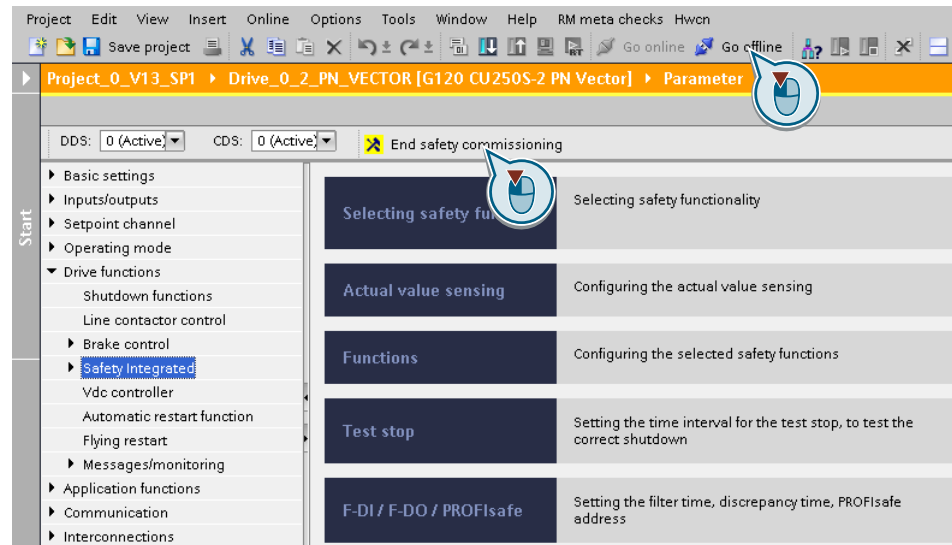 Project Edit View Insert Online Options Tools Window Help RM meta checks Hwcn
Save project Go online Go offline
Project_0_V13_SP1 Drive_0_2_PN_VECTOR [G120 CU250S-2 PN Vector] Parameter
DDS: 0 (Active) CDS: 0 (Active) End safety commissioning
Start
Basic settings
Inputs/outputs
Setpoint channel
Operating mode
Drive functions
Shutdown functions
Line contactor control
Brake control
Safety Integrated
Vdc controller
Automatic restart function
Flying restart
Messages/monitoring
Application functions
Communication
Interconnections
Selecting safety
Selecting safety functionality
Actual value sensing
Configuring the actual value sensing
Functions
Configuring the selected safety functions
Test stop
Setting the time interval for the test stop, to test the
correct shutdown
F-DI / F-DO / PROFIsafe
Setting the filter time, discrepancy time, PROFIsafe
address